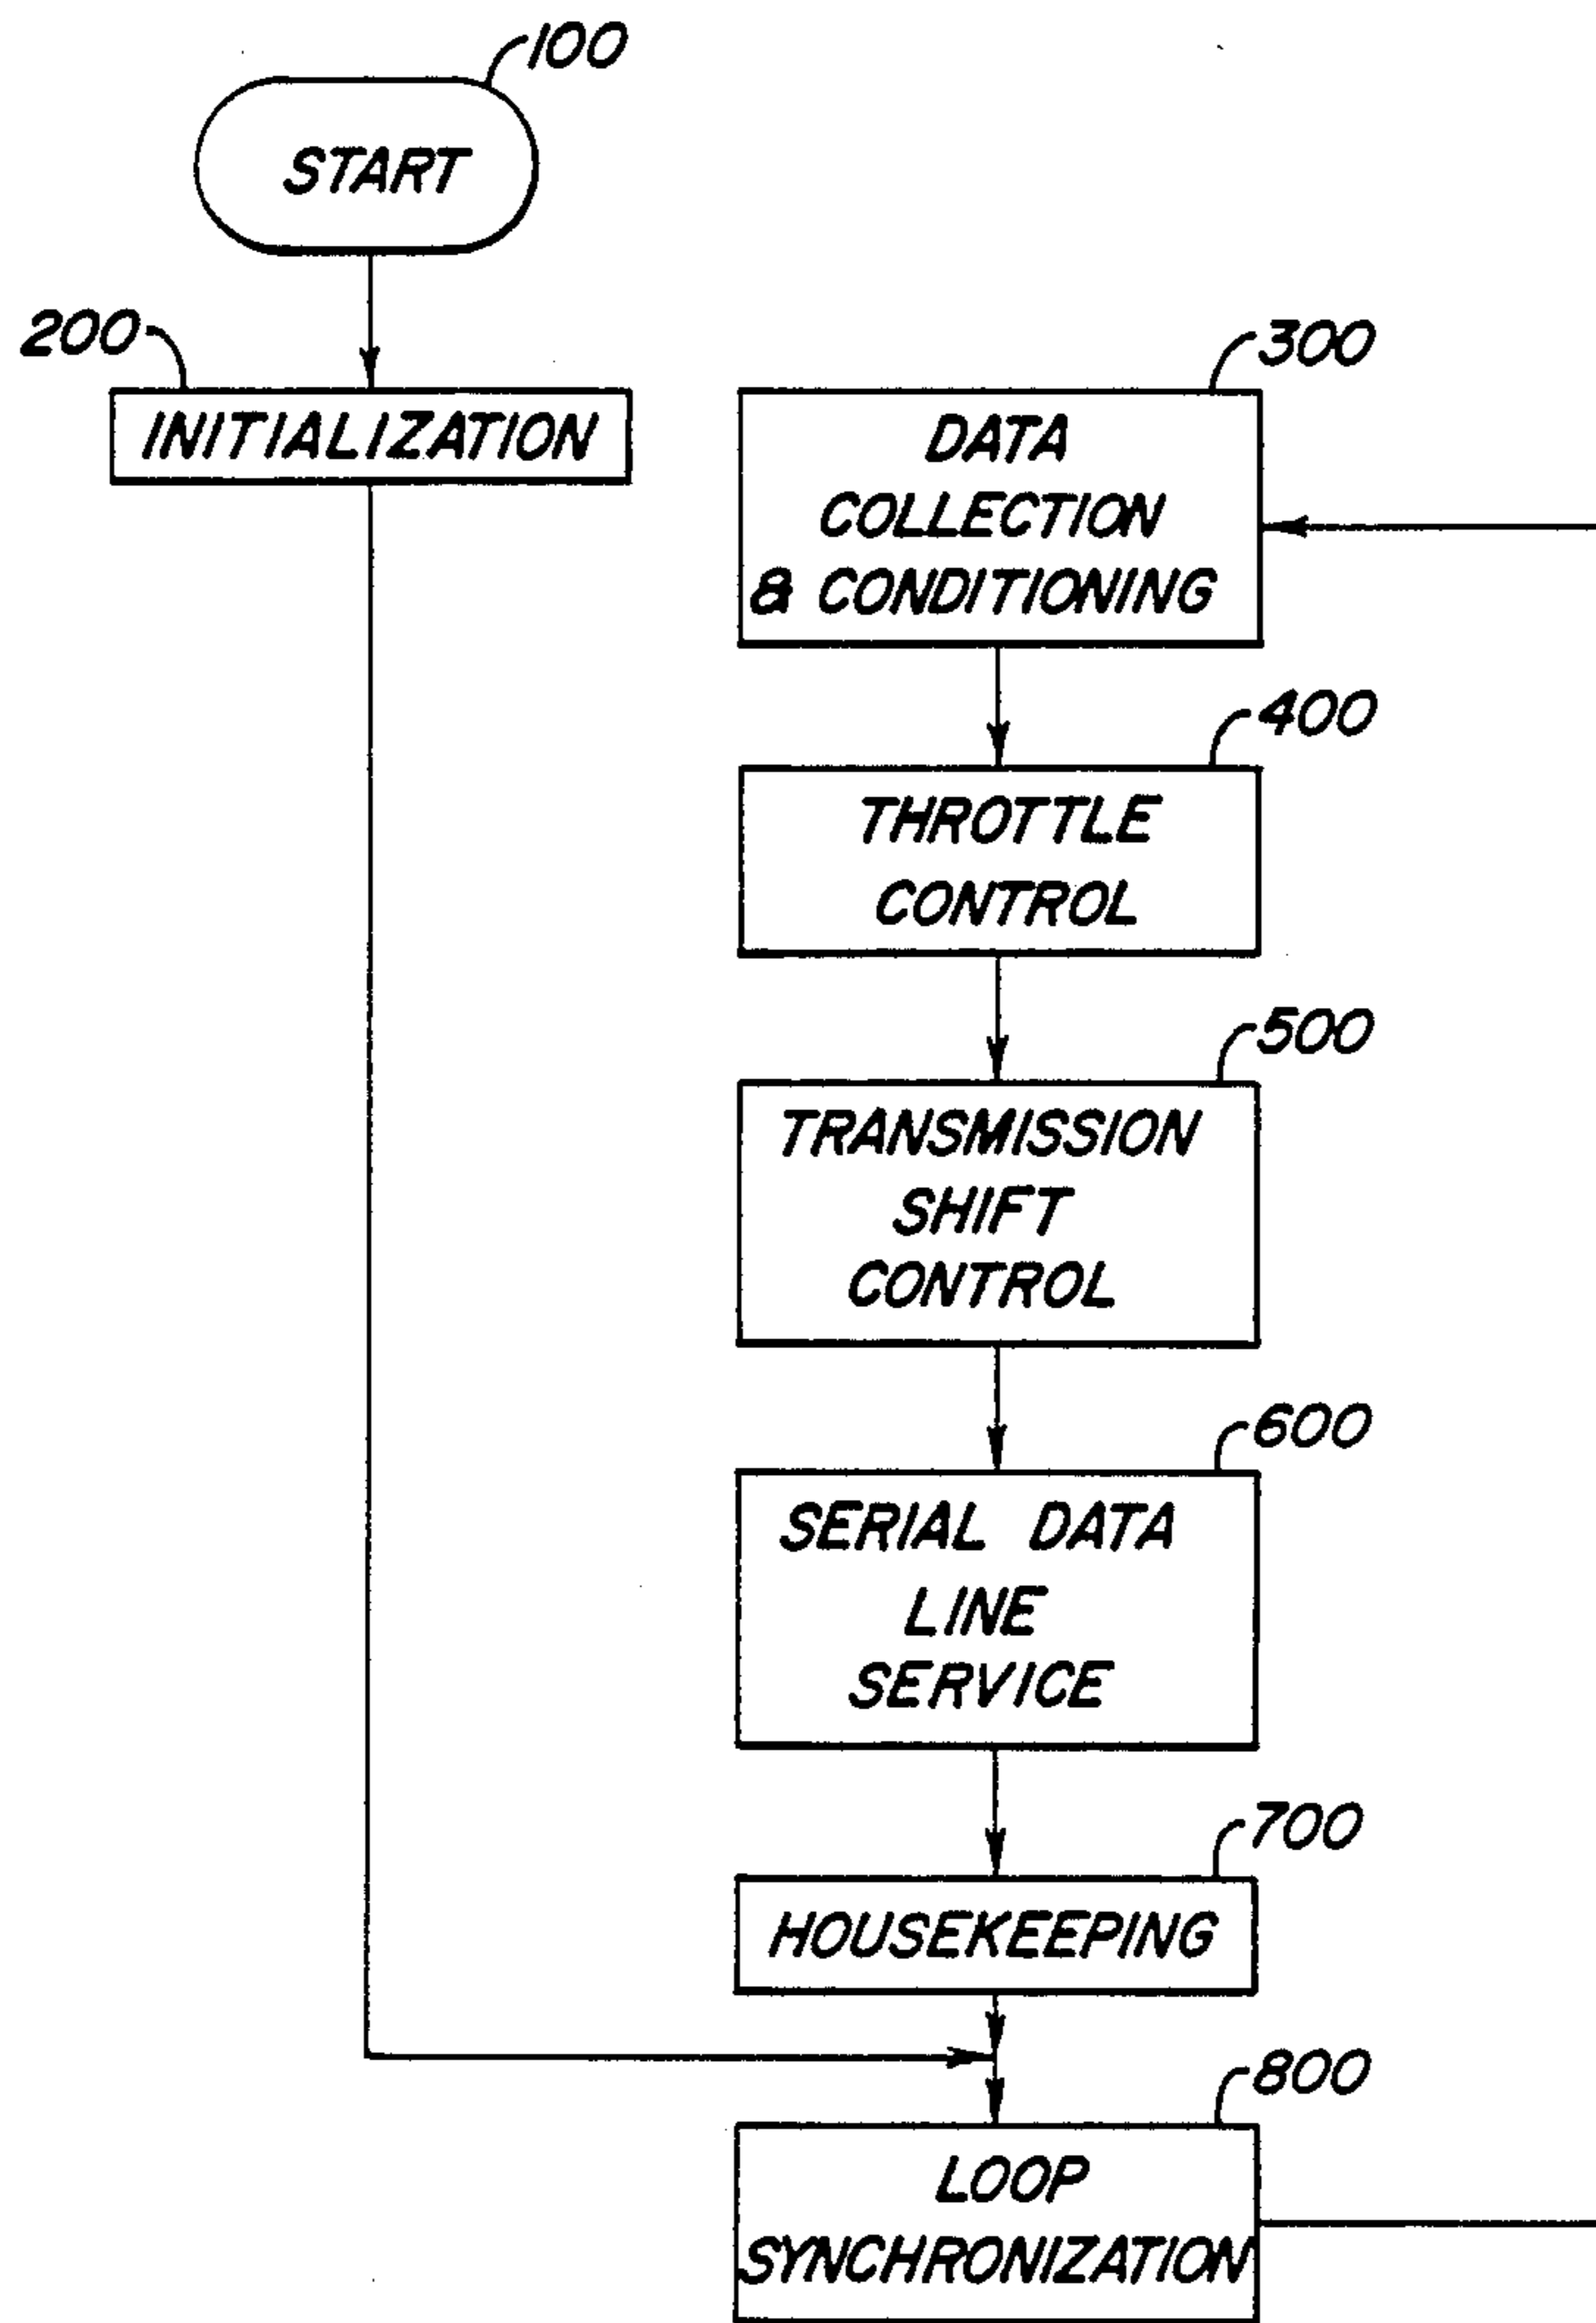 100
START
200
INITIALIZATION
300
DATA
COLLECTION
& CONDITIONING
400
THROTTLE
CONTROL
500
TRANSMISSION
SHIFT
CONTROL
600
SERIAL DATA
LINE
SERVICE
700
HOUSEKEEPING
800
LOOP
SYNCHRONIZATION